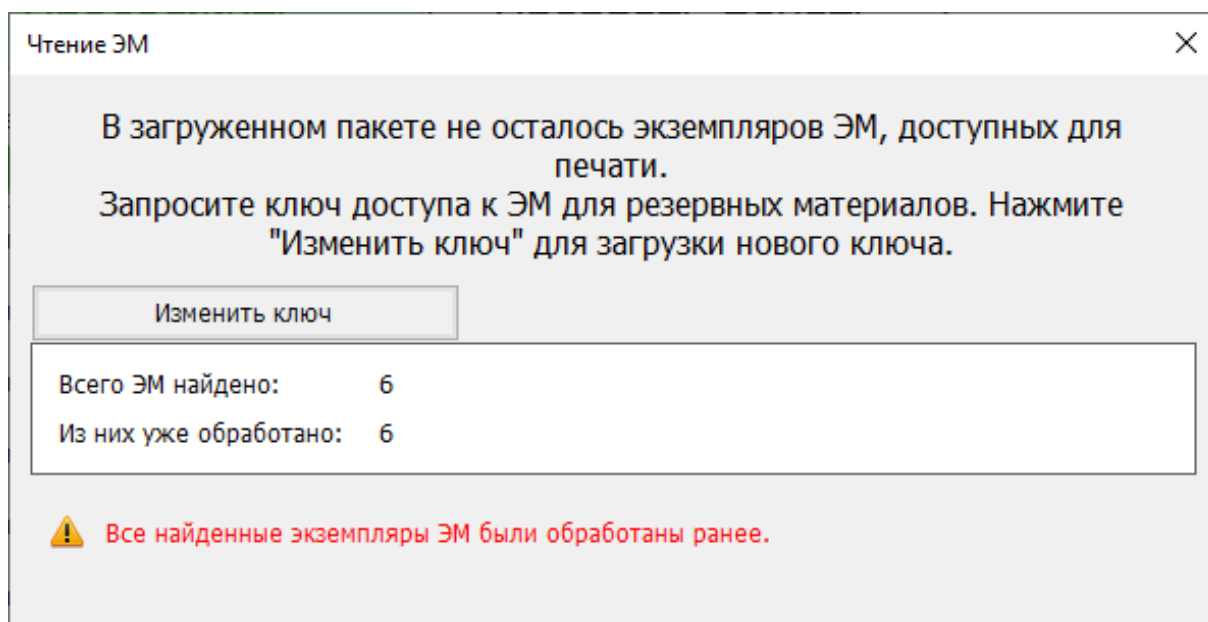 Чтение ЭМ
В загруженном пакете не осталось экземпляров ЭМ, доступных для
печати.
Запросите ключ доступа к ЭМ для резервных материалов. Нажмите
"Изменить ключ" для загрузки нового ключа.
Изменить ключ
Всего ЭМ найдено: 6
Из них уже обработано: 6
Все найденные экземпляры ЭМ были обработаны ранее.